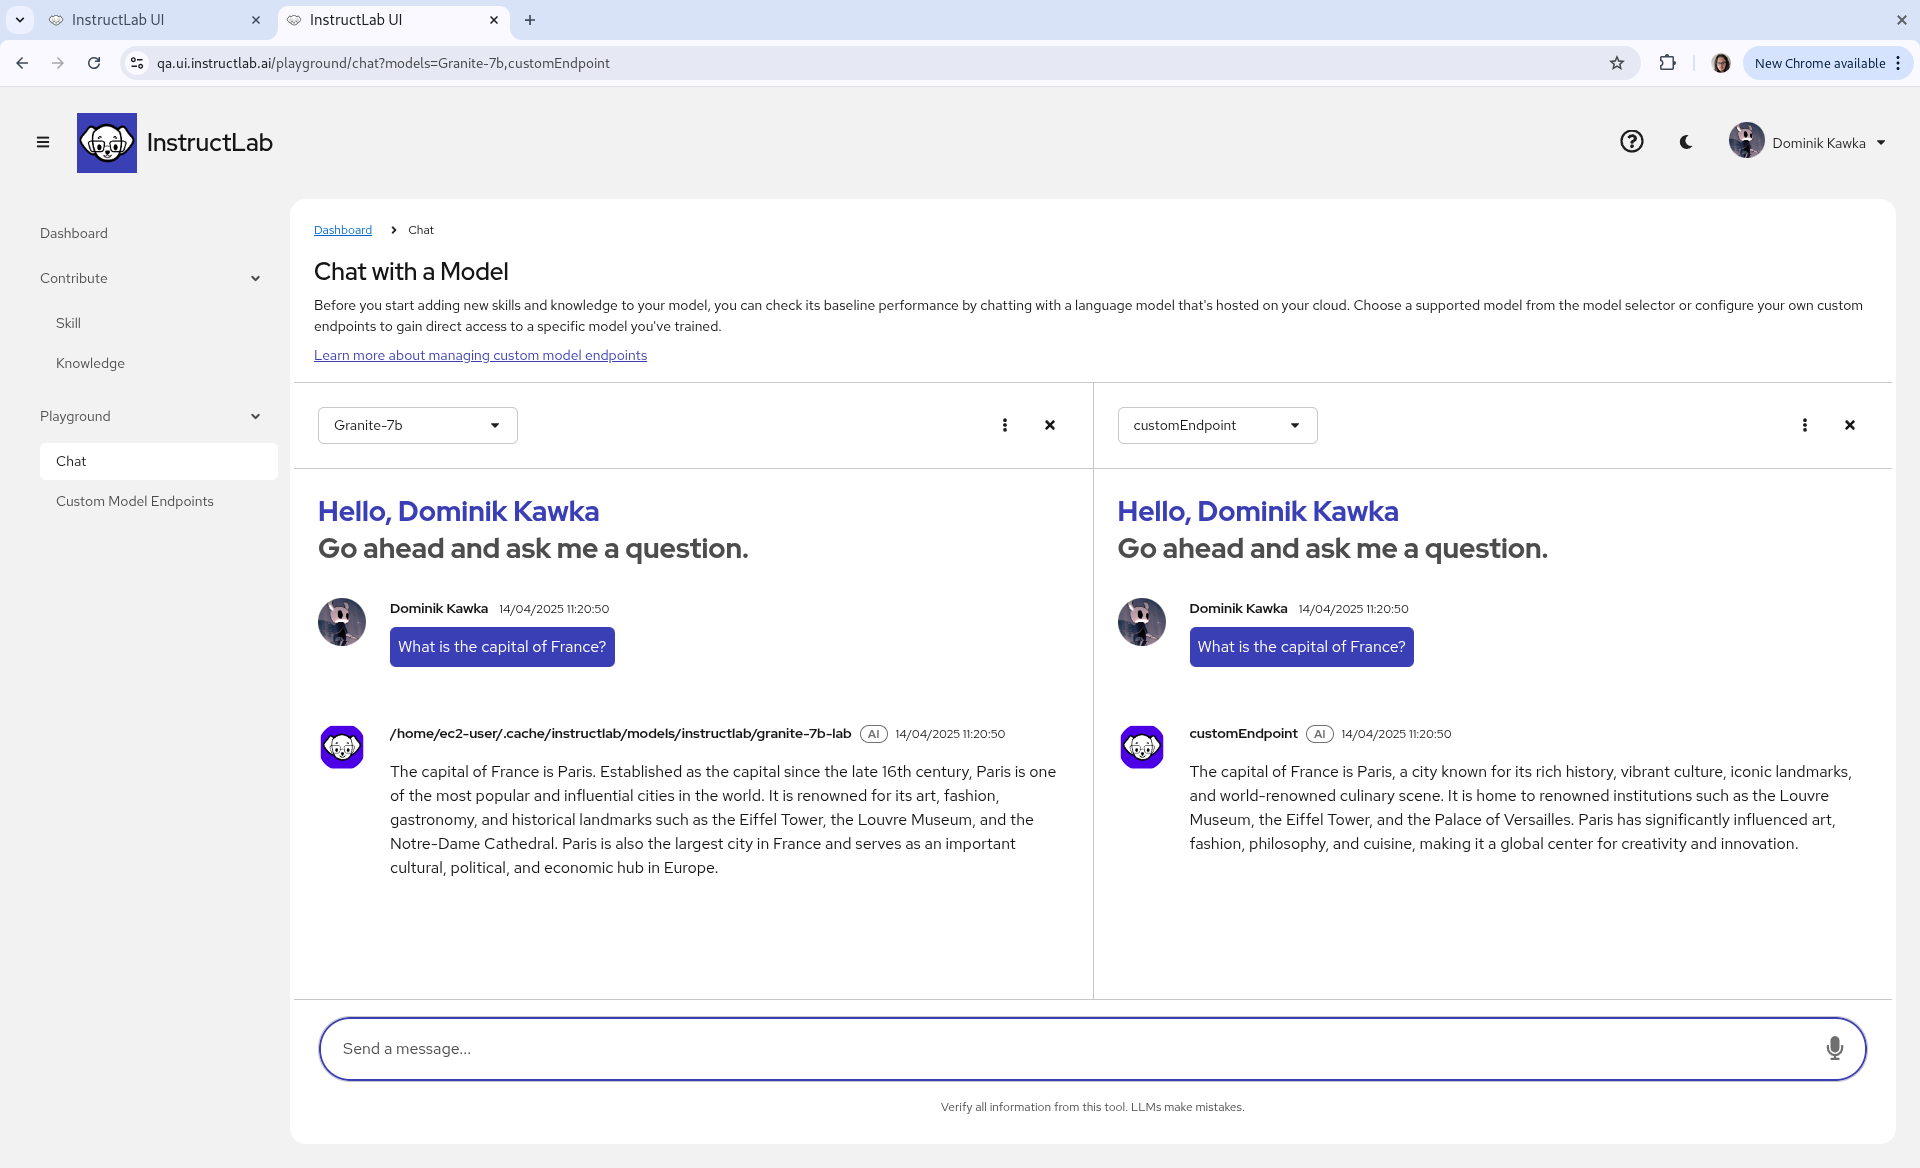 InstructLab UI
InstructLab UI
qa.ui.instructlab.ai/playground/chat?models=Granite-7b,customEndpoint
New Chrome available
InstructLab
Dominik Kawka
Dashboard
Contribute
Skill
Knowledge
Playground
Chat
Custom Model Endpoints
Dashboard
Chat
Chat with a Model
Before you start adding new skills and knowledge to your model, you can check its baseline performance by chatting with a language model that's hosted on your cloud. Choose a supported model from the model selector or configure your own custom
endpoints to gain direct access to a specific model you've trained.
Learn more about managing custom model endpoints
Granite-7b
Hello, Dominik Kawka
Go ahead and ask me a question.
Dominik Kawka 14/04/2025 11:20:50
What is the capital of France?
/home/ec2-user/.cache/instructlab/models/instructlab/granite-7b-lab AI 14/04/2025 11:20:50
The capital of France is Paris. Established as the capital since the late 16th century, Paris is one
of the most popular and influential cities in the world. It is renowned for its art, fashion,
gastronomy, and historical landmarks such as the Eiffel Tower, the Louvre Museum, and the
Notre-Dame Cathedral. Paris is also the largest city in France and serves as an important
cultural, political, and economic hub in Europe.
customEndpoint
Hello, Dominik Kawka
Go ahead and ask me a question.
Dominik Kawka 14/04/2025 11:20:50
What is the capital of France?
customEndpoint AI 14/04/2025 11:20:50
The capital of France is Paris, a city known for its rich history, vibrant culture, iconic landmarks,
and world-renowned culinary scene. It is home to renowned institutions such as the Louvre
Museum, the Eiffel Tower, and the Palace of Versailles. Paris has significantly influenced art,
fashion, philosophy, and cuisine, making it a global center for creativity and innovation.
Send a message...
Verify all information from this tool. LLMs make mistakes.